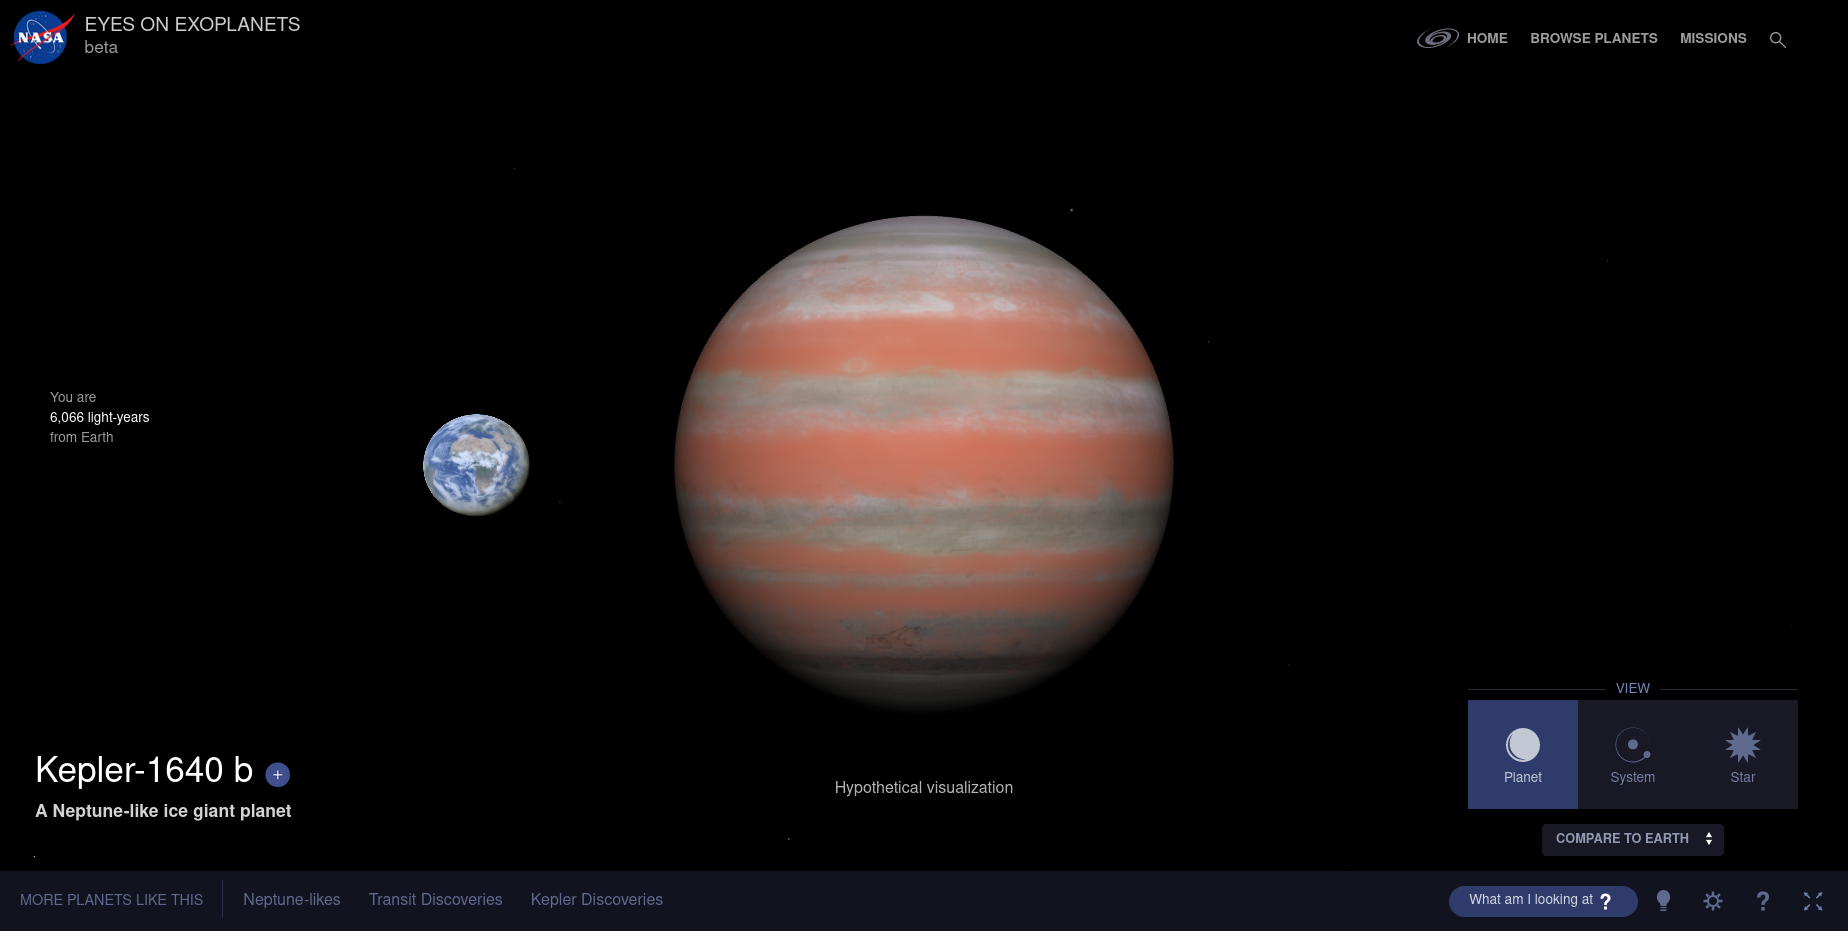 NASA
EYES ON EXOPLANETS
beta
HOME
BROWSE PLANETS
MISSIONS
You are
6,066 light-years
from Earth
Kepler-1640 b +
A Neptune-like ice giant planet
Hypothetical visualization
VIEW
Planet
System
Star
COMPARE TO EARTH
MORE PLANETS LIKE THIS
Neptune-likes
Transit Discoveries
Kepler Discoveries
What am I looking at ?
?